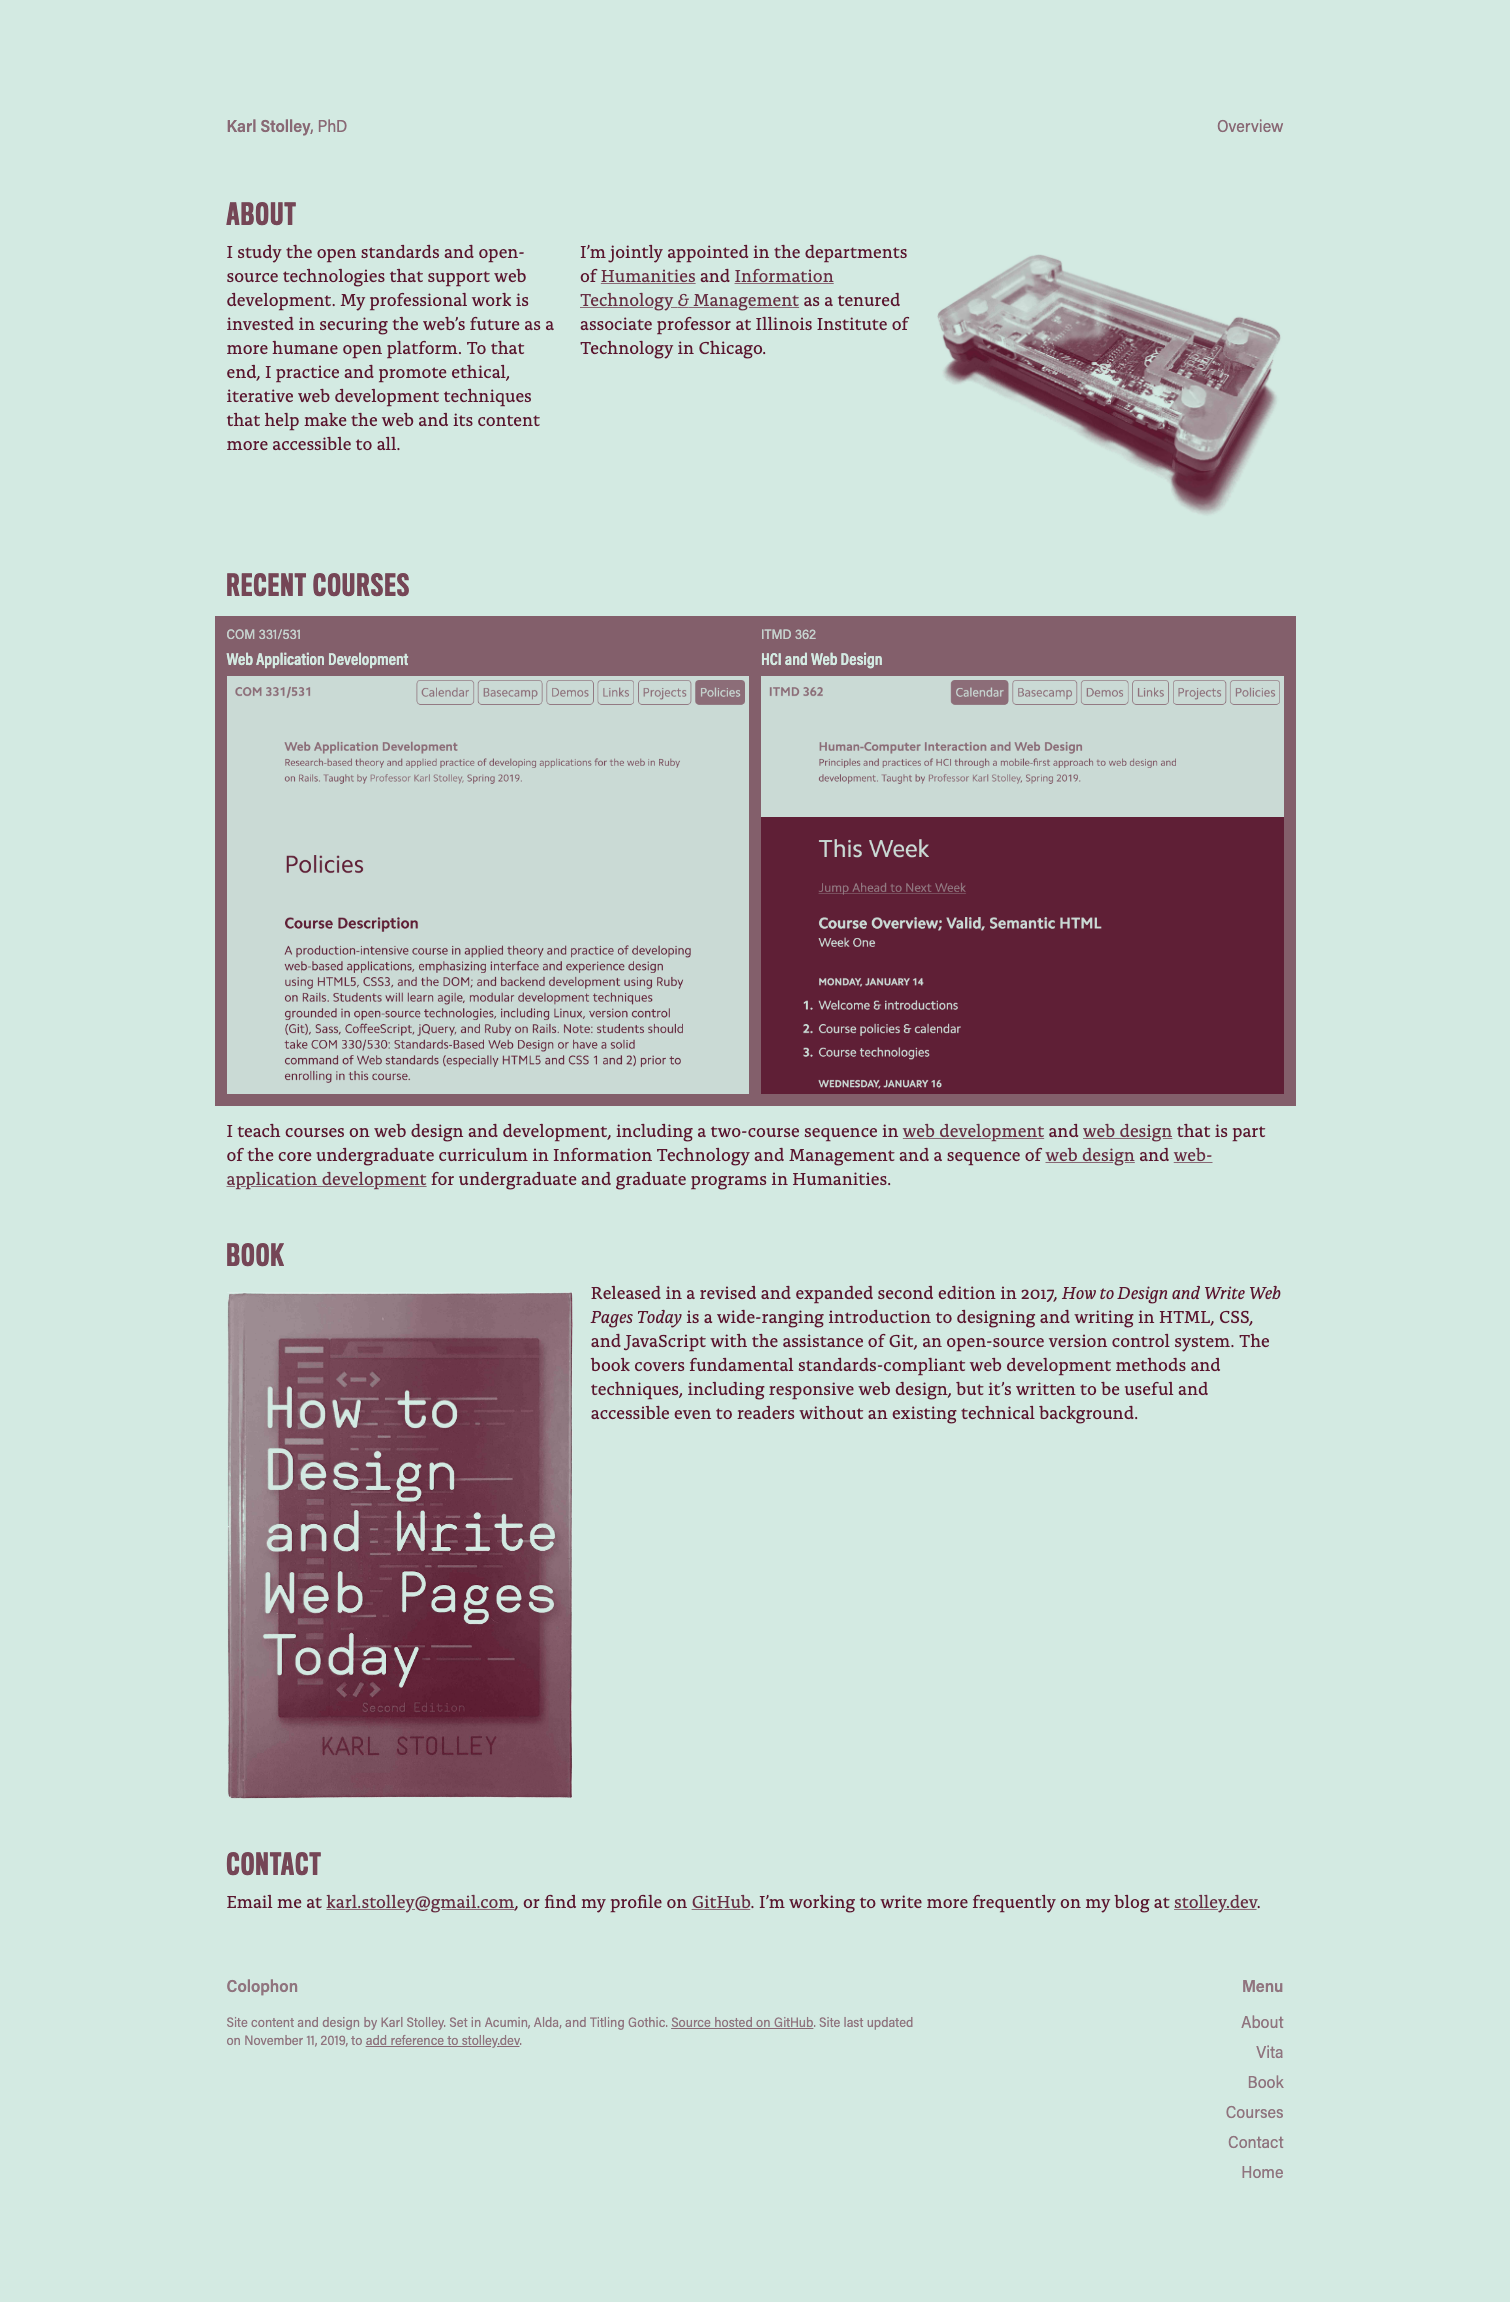 Karl Stolley, PhD
Overview
ABOUT
I study the open standards and open-
source technologies that support web
development. My professional work is
invested in securing the web’s future as a
more humane open platform. To that
end, I practice and promote ethical,
iterative web development techniques
that help make the web and its content
more accessible to all.
I’m jointly appointed in the departments
of Humanities and Information
Technology & Management as a tenured
associate professor at Illinois Institute of
Technology in Chicago.
RECENT COURSES
COM 331/531
Web Application Development
COM 331/531
Calendar Basecamp Demos Links Projects Policies
Web Application Development
Research-based theory and applied practice of developing applications for the web in Ruby
on Rails. Taught by Professor Karl Stolley, Spring 2019.
Policies
Course Description
A production-intensive course in applied theory and practice of developing
web-based applications, emphasizing interface and experience design
using HTML5, CSS3, and the DOM; and backend development using Ruby
on Rails. Students will learn agile, modular development techniques
grounded in open-source technologies, including Linux, version control
(Git), Sass, CoffeeScript, jQuery, and Ruby on Rails. Note: students should
take COM 330/530: Standards-Based Web Design or have a solid
command of Web standards (especially HTML5 and CSS 1 and 2) prior to
enrolling in this course.
ITMD 362
HCI and Web Design
ITMD 362
Calendar Basecamp Demos Links Projects Policies
Human-Computer Interaction and Web Design
Principles and practices of HCI through a mobile-first approach to web design and
development. Taught by Professor Karl Stolley, Spring 2019.
This Week
Jump Ahead to Next Week
Course Overview; Valid, Semantic HTML
Week One
MONDAY, JANUARY 14
1. Welcome & introductions
2. Course policies & calendar
3. Course technologies
WEDNESDAY, JANUARY 16
I teach courses on web design and development, including a two-course sequence in web development and web design that is part
of the core undergraduate curriculum in Information Technology and Management and a sequence of web design and web-
application development for undergraduate and graduate programs in Humanities.
BOOK
<-->
How to
Design
and Write
Web Pages
Today
</>
Second Edition
KARL STOLLEY
Released in a revised and expanded second edition in 2017, How to Design and Write Web
Pages Today is a wide-ranging introduction to designing and writing in HTML, CSS,
and JavaScript with the assistance of Git, an open-source version control system. The
book covers fundamental standards-compliant web development methods and
techniques, including responsive web design, but it’s written to be useful and
accessible even to readers without an existing technical background.
CONTACT
Email me at karl.stolley@gmail.com, or find my profile on GitHub. I’m working to write more frequently on my blog at stolley.dev.
Colophon
Site content and design by Karl Stolley. Set in Acumin, Alda, and Titling Gothic. Source hosted on GitHub. Site last updated
on November 11, 2019, to add reference to stolley.dev.
Menu
About
Vita
Book
Courses
Contact
Home